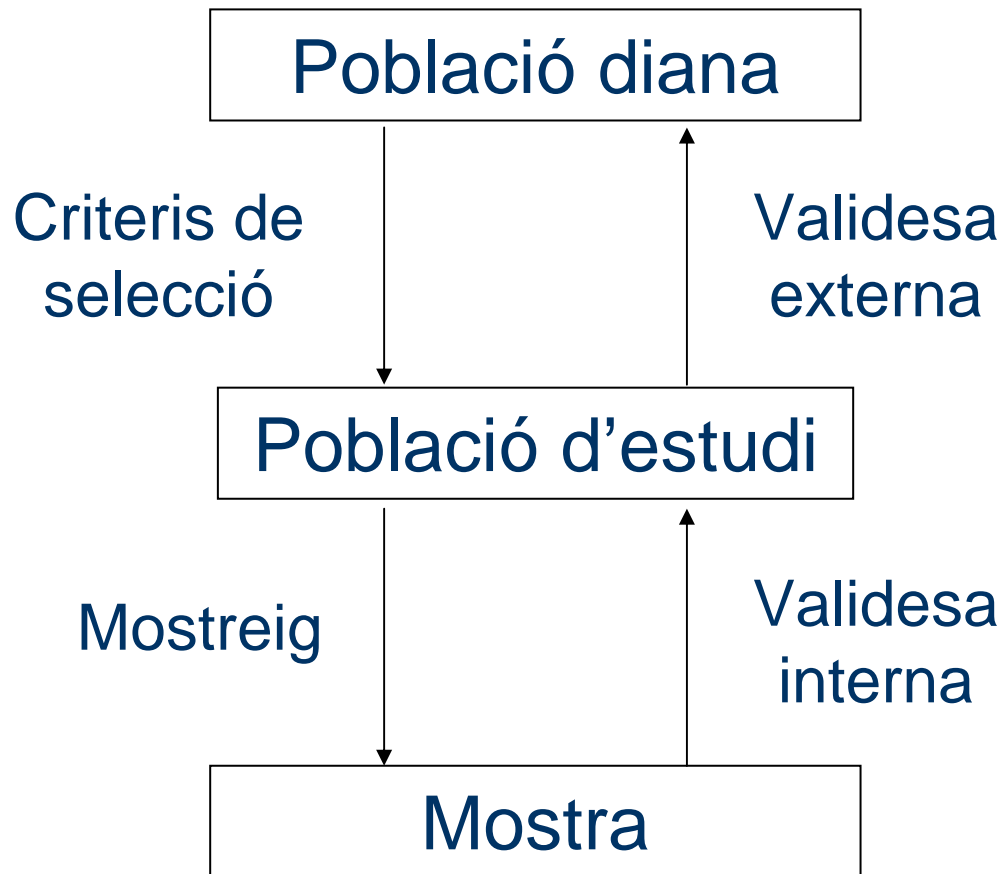 Població diana
Criteris de
selecció
Validesa
externa
Població d’estudi
Mostreig
Validesa
interna
Mostra